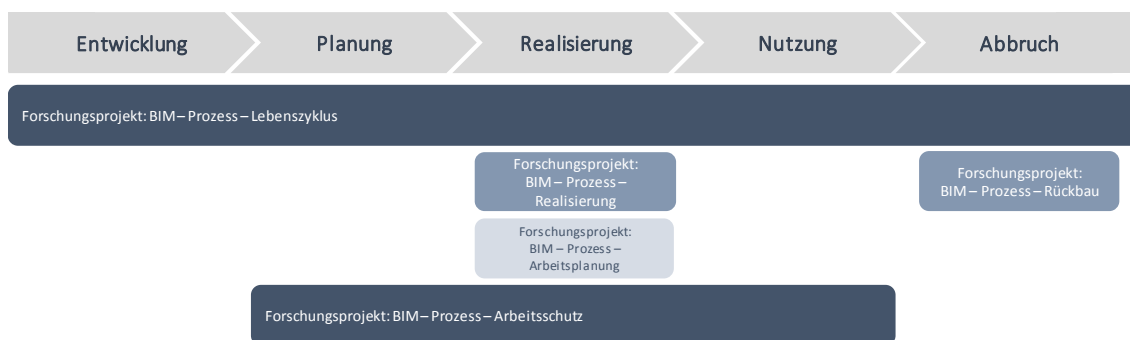 Entwicklung
Planung
Realisierung
Nutzung
Abbruch
Forschungsprojekt: BIM – Prozess – Lebenszyklus
Forschungsprojekt:
BIM – Prozess –
Realisierung
Forschungsprojekt:
BIM – Prozess – Rückbau
Forschungsprojekt:
BIM – Prozess –
Arbeitsplanung
Forschungsprojekt: BIM – Prozess – Arbeitsschutz